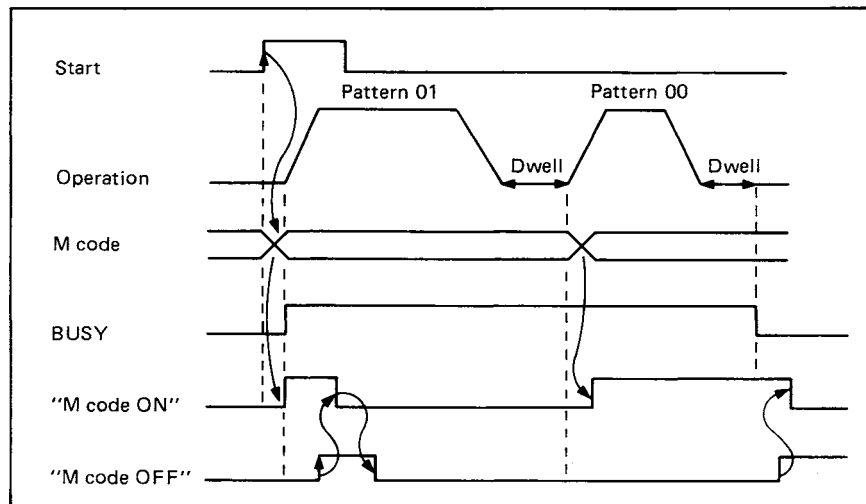 Start
Pattern 01
Pattern 00
Dwell
Dwell
Operation
M code
BUSY
"M code ON"
"M code OFF"